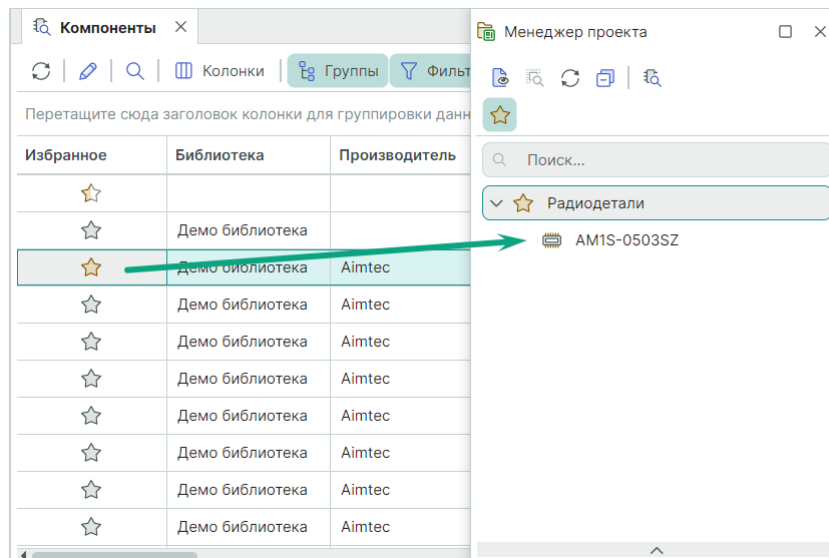 Компоненты
Колонки Группы Фильт
Перетащите сюда заголовок колонки для группировки данн
Избранное Библиотека Производитель
Демо библиотека
Демо библиотека Aimtec
Демо библиотека Aimtec
Демо библиотека Aimtec
Демо библиотека Aimtec
Демо библиотека Aimtec
Демо библиотека Aimtec
Демо библиотека Aimtec
Демо библиотека Aimtec
Менеджер проекта
Поиск...
Радиодетали
AM1S-0503SZ